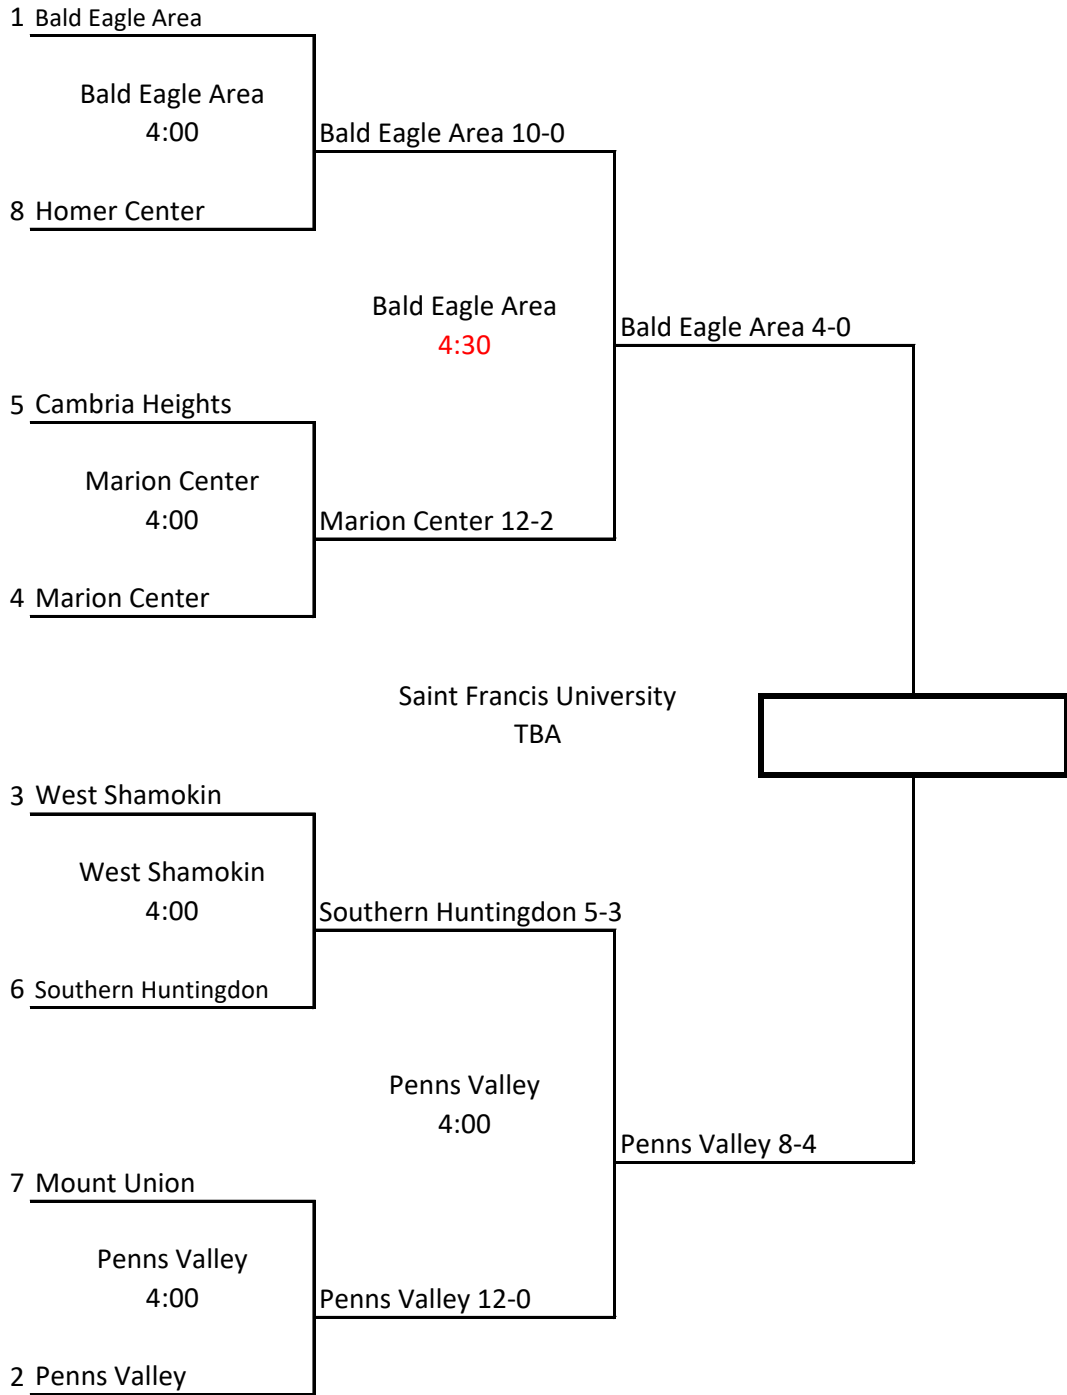 1 Bald Eagle Area
Bald Eagle Area
4:00
Bald Eagle Area 10-0
8 Homer Center
Bald Eagle Area
4:30
Bald Eagle Area 4-0
5 Cambria Heights
Marion Center
4:00
Marion Center 12-2
4 Marion Center
Saint Francis University
TBA
3 West Shamokin
West Shamokin
4:00
Southern Huntingdon 5-3
6 Southern Huntingdon
Penns Valley
4:00
Penns Valley 8-4
7 Mount Union
Penns Valley
4:00
Penns Valley 12-0
2 Penns Valley